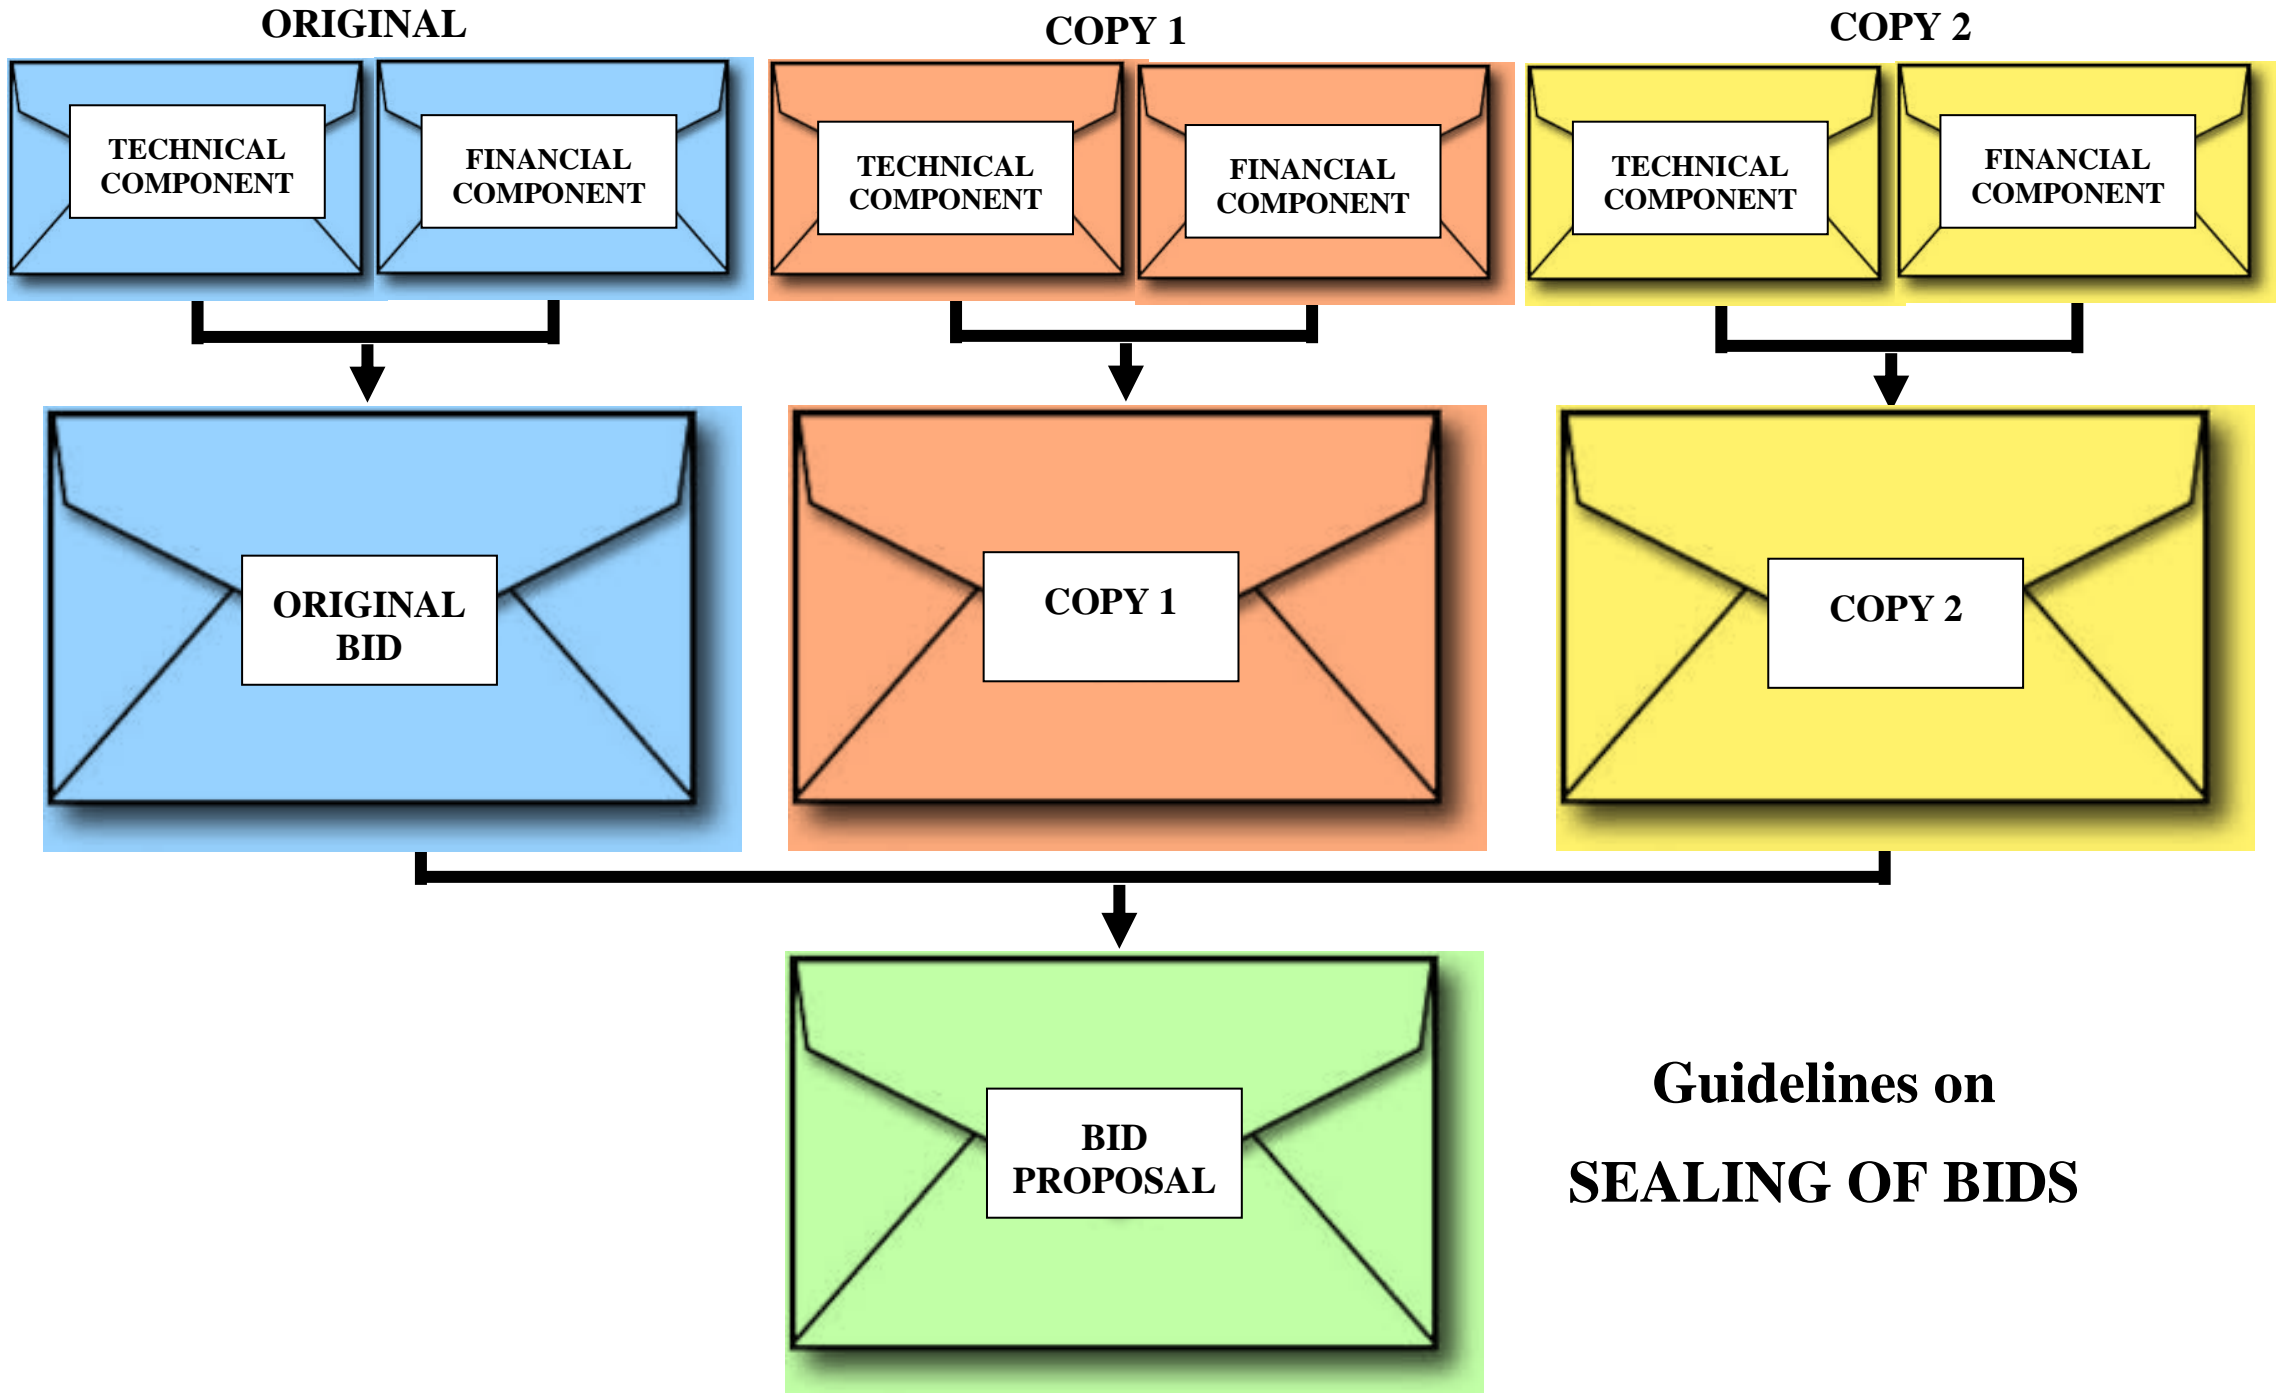 ORIGINAL
COPY 1
COPY 2
TECHNICAL
COMPONENT
FINANCIAL
COMPONENT
TECHNICAL
COMPONENT
FINANCIAL
COMPONENT
TECHNICAL
COMPONENT
FINANCIAL
COMPONENT
ORIGINAL
BID
COPY 1
COPY 2
BID
PROPOSAL
Guidelines on
SEALING OF BIDS